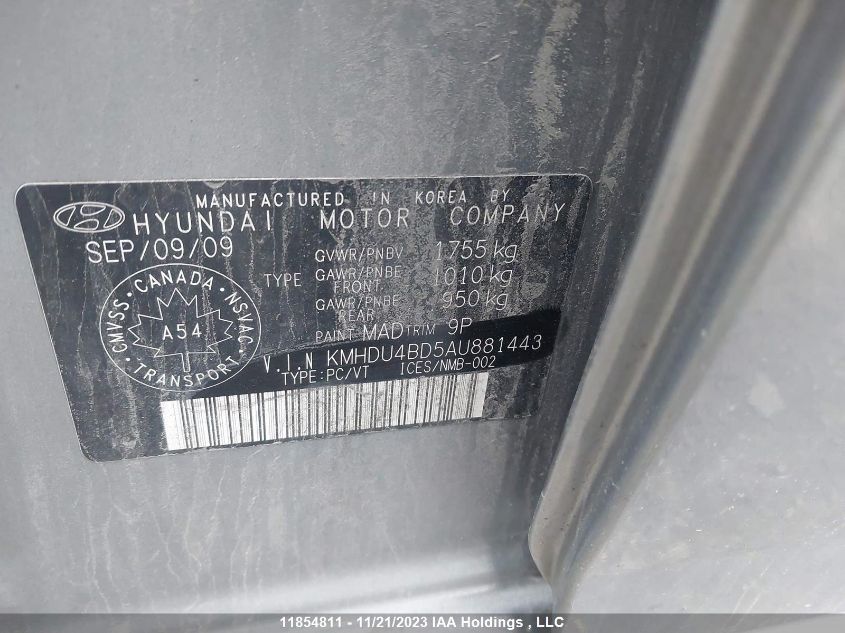 MANUFACTURED IN KOREA BY
HYUNDAI MOTOR COMPANY
SEP/09/09
GVWR/PNBV 1755 kg
TYPE GAWR/PNBE FRONT 1010 kg
GAWR/PNBE REAR 950 kg
PAINT MAD TRIM 9P
CMVSS · CANADA · NSVAC ·
A54
TRANSPORT
V.I.N KMHDU4BD5AU881443
TYPE:PC/VT ICES/NMB-002
11854811 - 11/21/2023 IAA Holdings , LLC